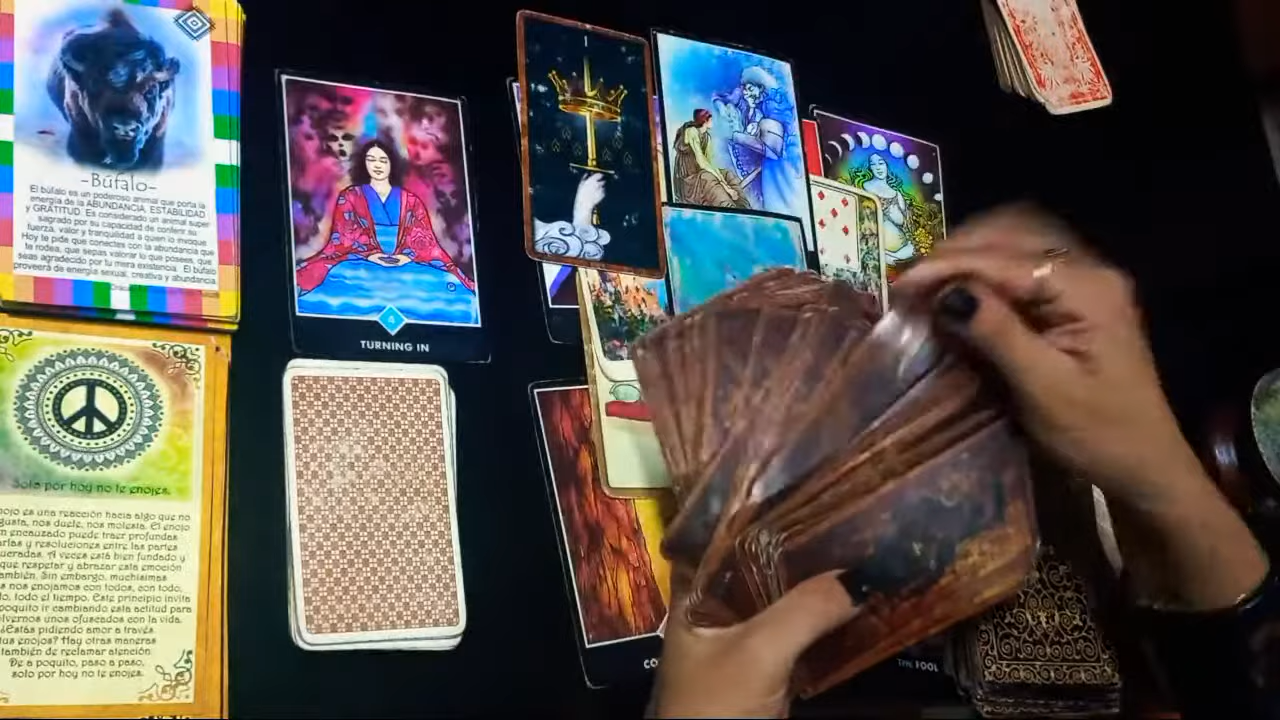 -Búfalo-
El búfalo es un poderoso animal que porta la
energía de la ABUNDANCIA, ESTABILIDAD
y GRATITUD. Es considerado un animal super
sagrado por su capacidad de conferir su
fuerza, valor y tranquilidad a quien lo invoque
Hoy te pide que conectes con la abundancia que
te rodea, que sepas valorar lo que posees, que
seas agradecido por tu mera existencia. El búfalo
proveerá de energía sexual, creativa y abundancia
Solo por hoy no te enojes.
enojo es una reacción hacia algo que no
gusta, nos duele, nos molesta. El enojo
encauzado puede traer profundas
charlas y resoluciones entre las partes
A veces está bien fundado y
que respetar y abrazar esta emoción
también. Sin embargo, muchísimas
nos enojamos con todos, con todo,
todo el tiempo. Este principio invita
poquito ir cambiando esta actitud para
volvernos unos ofuscados con la vida.
¿Estás pidiendo amor a través
tus enojos? Hay otras maneras
también de reclamar atención
De a poquito, paso a paso,
solo por hoy no te enojes.
TURNING IN
CO
THE FOOL